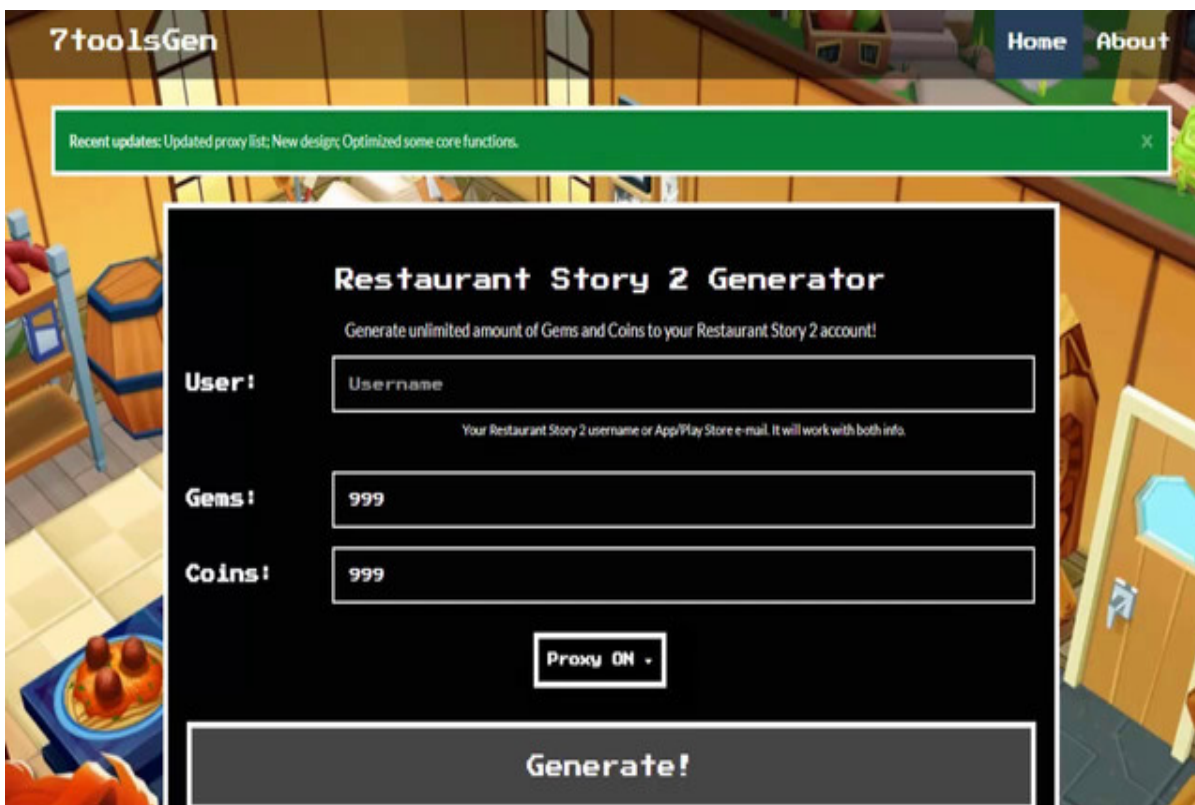 7toolsGen
Home About
Recent updates: Updated proxy list; New design; Optimized some core functions.
x
Restaurant Story 2 Generator
Generate unlimited amount of Gems and Coins to your Restaurant Story 2 account!
User: Username
Your Restaurant Story 2 username or App/Play Store e-mail. It will work with both info.
Gems: 999
Coins: 999
Proxy ON
Generate!